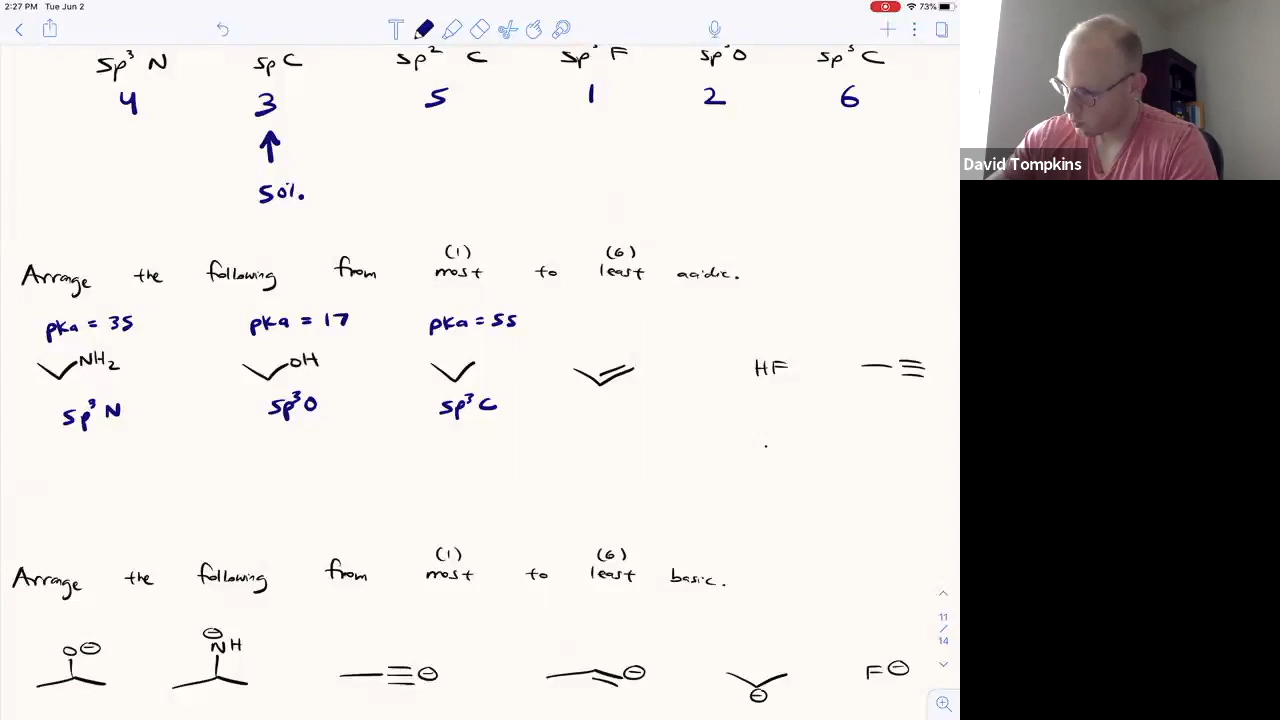 2:27 PM Tue Jun 2
73%
sp³ N sp C sp² C sp³ F sp³ O sp³ C
4 3 5 1 2 6
50%
Arrange the following from (1) most to (6) least acidic.
pKa = 35 pKa = 17 pKa = 55
NH2 OH HF
sp³ N sp³ O sp³ C
Arrange the following from (1) most to (6) least basic.
O⊖ ⊖NH ⊖ ⊖ ⊖ F⊖
11 / 14
David Tompkins